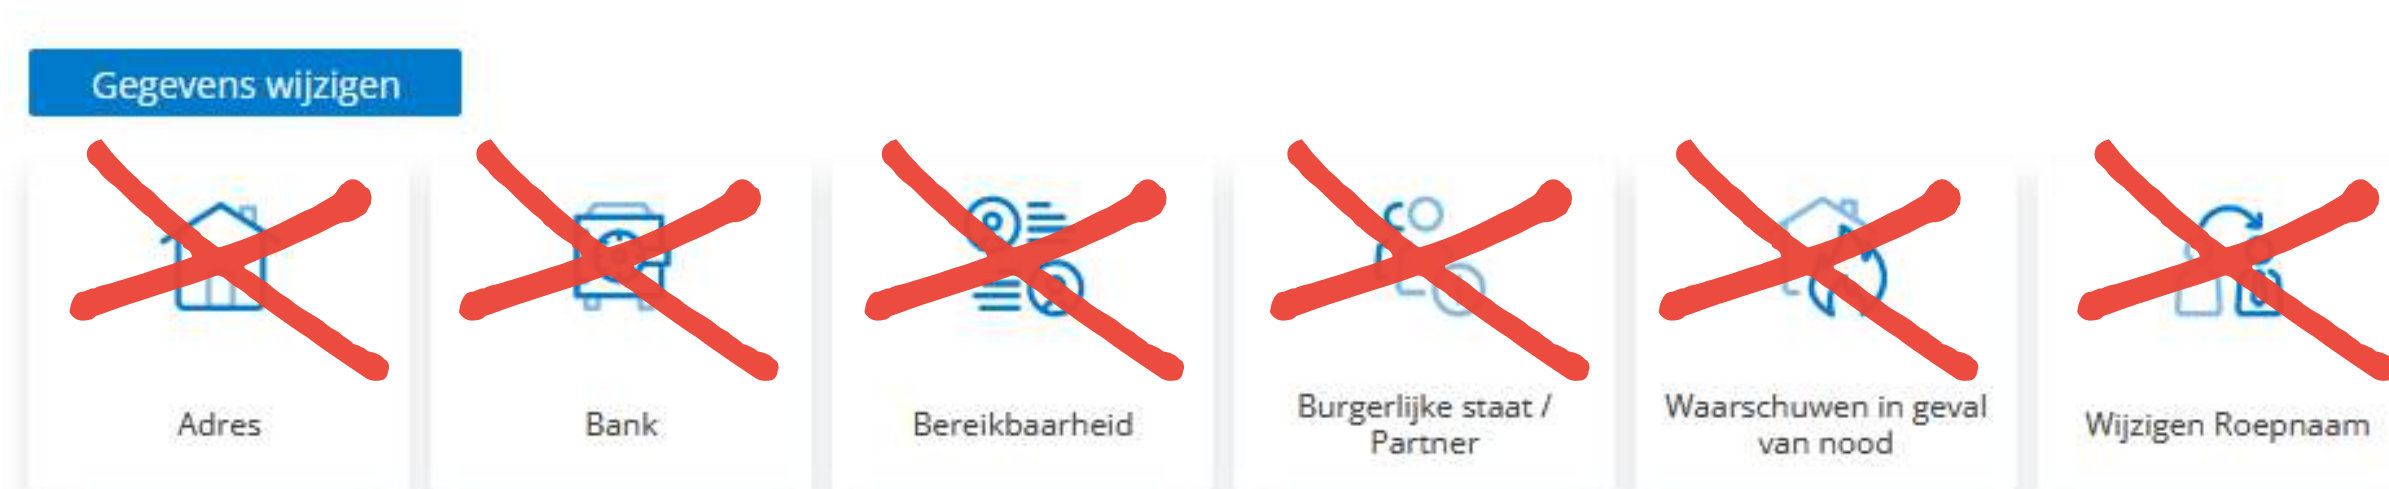 Gegevens wijzigen
Adres
Bank
Bereikbaarheid
Burgerlijke staat /
Partner
Waarschuwen in geval
van nood
Wijzigen Roepnaam